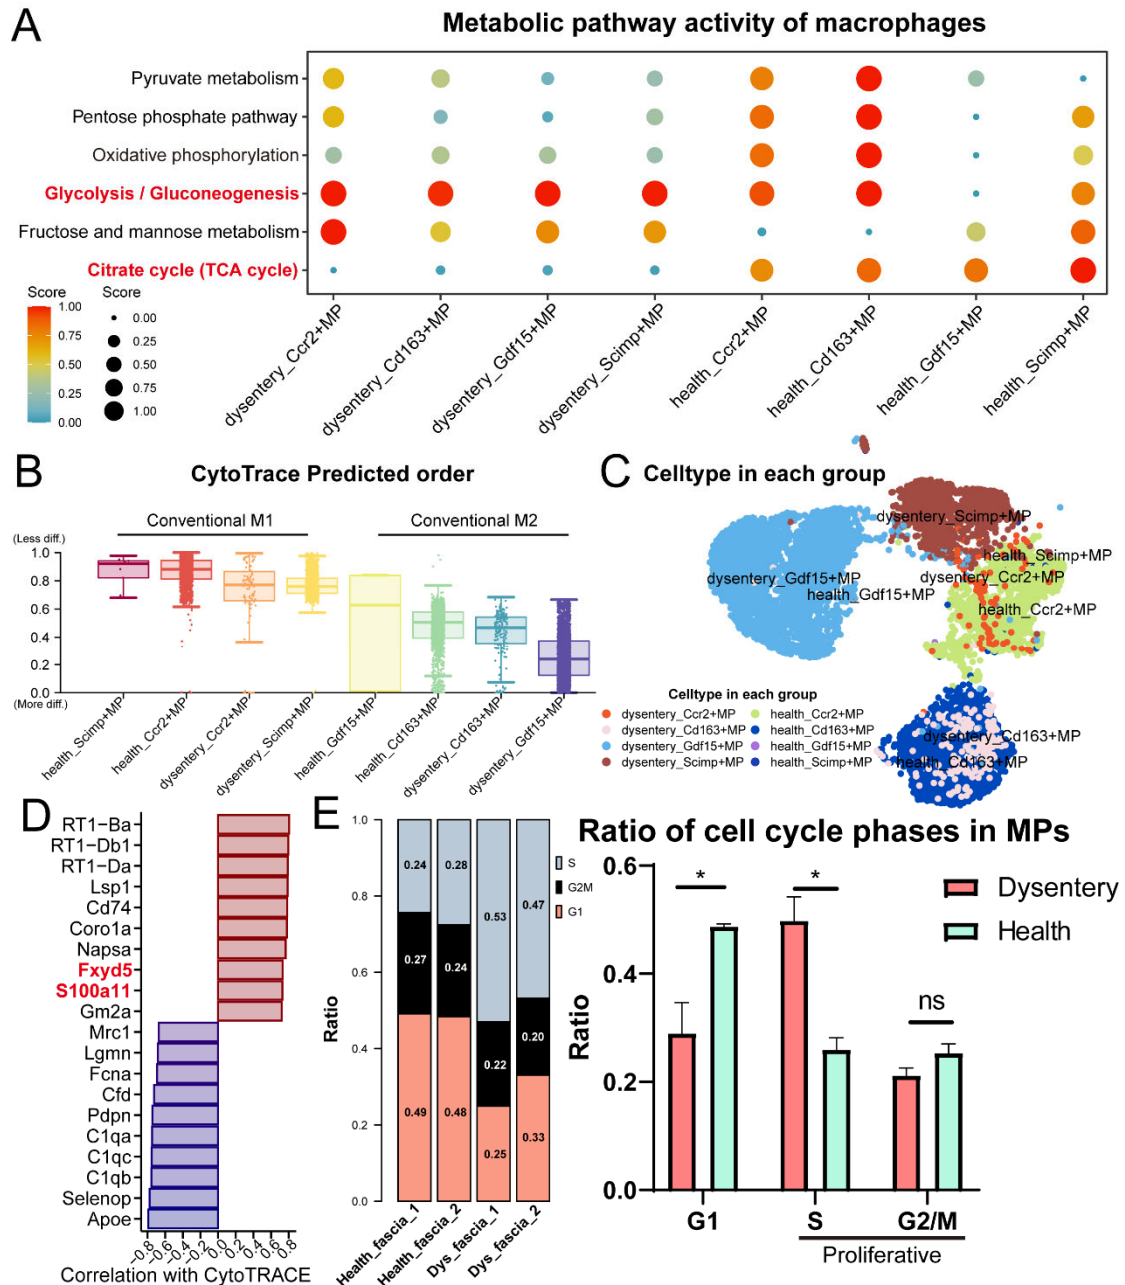 A
Metabolic pathway activity of macrophages
Pyruvate metabolism
Pentose phosphate pathway
Oxidative phosphorylation
Glycolysis / Gluconeogenesis
Fructose and mannose metabolism
Citrate cycle (TCA cycle)
Score
1.00
0.75
0.50
0.25
0.00
Score
0.00
0.25
0.50
0.75
1.00
dysentery_Ccr2+MP
dysentery_Cd163+MP
dysentery_Gdf15+MP
dysentery_Scimp+MP
health_Ccr2+MP
health_Cd163+MP
health_Gdf15+MP
health_Scimp+MP
B
CytoTrace Predicted order
Conventional M1
Conventional M2
(Less diff.)
1.0
0.8
0.6
0.4
0.2
0.0
(More diff.)
health_Scimp+MP
health_Ccr2+MP
dysentery_Ccr2+MP
dysentery_Scimp+MP
health_Gdf15+MP
health_Cd163+MP
dysentery_Cd163+MP
dysentery_Gdf15+MP
C
Celltype in each group
dysentery_Scimp+MP
health_Scimp+MP
dysentery_Gdf15+MP
dysentery_Ccr2+MP
health_Gdf15+MP
health_Ccr2+MP
dysentery_Cd163+MP
health_Cd163+MP
Celltype in each group
dysentery_Ccr2+MP
dysentery_Cd163+MP
dysentery_Gdf15+MP
dysentery_Scimp+MP
health_Ccr2+MP
health_Cd163+MP
health_Gdf15+MP
health_Scimp+MP
D
RT1−Ba
RT1−Db1
RT1−Da
Lsp1
Cd74
Coro1a
Napsa
Fxyd5
S100a11
Gm2a
Mrc1
Lgmn
Fcna
Cfd
Pdpn
C1qa
C1qc
C1qb
Selenop
Apoe
−0.8
−0.6
−0.4
−0.2
0.0
0.2
0.4
0.6
0.8
Correlation with CytoTRACE
E
Ratio
1.0
0.8
0.6
0.4
0.2
0.0
0.24
0.27
0.49
0.28
0.24
0.48
0.53
0.22
0.25
0.47
0.20
0.33
S
G2M
G1
Health_fascia_1
Health_fascia_2
Dys_fascia_1
Dys_fascia_2
Ratio of cell cycle phases in MPs
Ratio
0.6
0.4
0.2
0.0
*
*
ns
Dysentery
Health
G1
S
G2/M
Proliferative